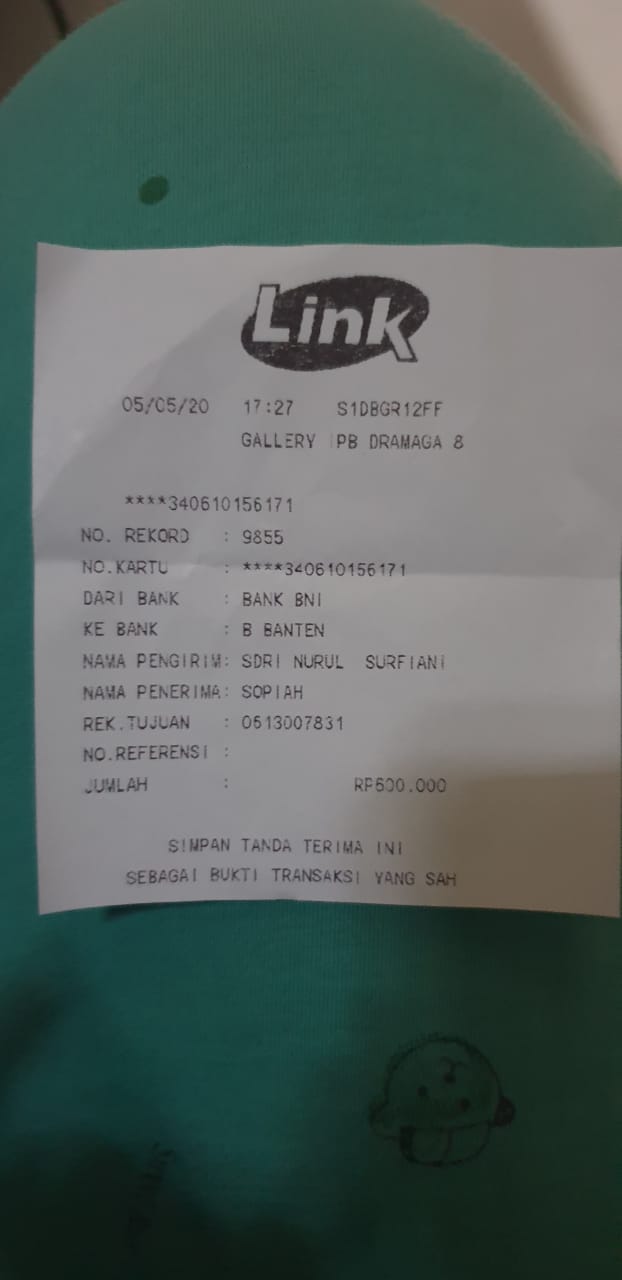 Link
05/05/20 17:27 S1DBGR12FF
GALLERY IPB DRAMAGA 8
****340610156171
NO. REKORD : 9855
NO.KARTU : ****340610156171
DARI BANK : BANK BNI
KE BANK : B BANTEN
NAMA PENGIRIM: SDRI NURUL SURFIANI
NAMA PENERIMA: SOPIAH
REK.TUJUAN : 0513007831
NO.REFERENSI :
JUMLAH : RP600.000
SIMPAN TANDA TERIMA INI
SEBAGAI BUKTI TRANSAKSI YANG SAH